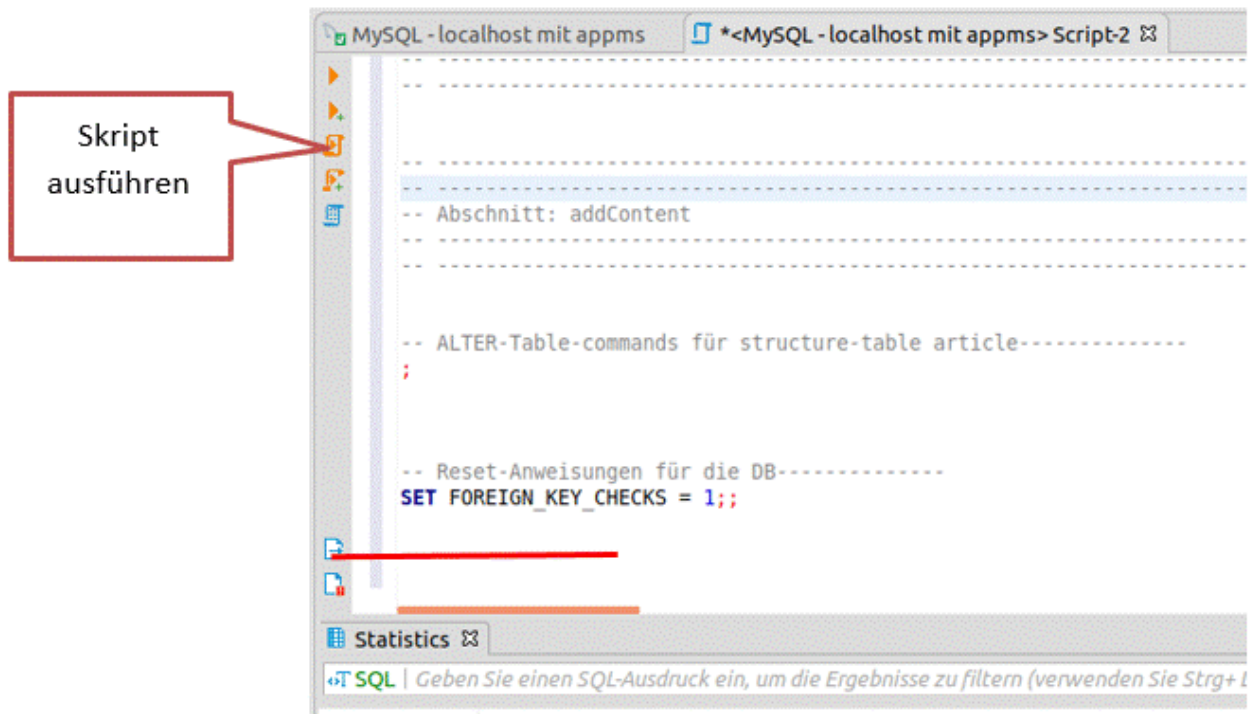 MySQL - localhost mit appms
*<MySQL - localhost mit appms> Script-2
Skript
ausführen
-- --------------------------------------------------------------
-- --------------------------------------------------------------
-- --------------------------------------------------------------
-- --------------------------------------------------------------
-- Abschnitt: addContent
-- --------------------------------------------------------------
-- --------------------------------------------------------------
-- ALTER-Table-commands für structure-table article--------------
;
-- Reset-Anweisungen für die DB--------------
SET FOREIGN_KEY_CHECKS = 1;;
Statistics
SQL | Geben Sie einen SQL-Ausdruck ein, um die Ergebnisse zu filtern (verwenden Sie Strg+